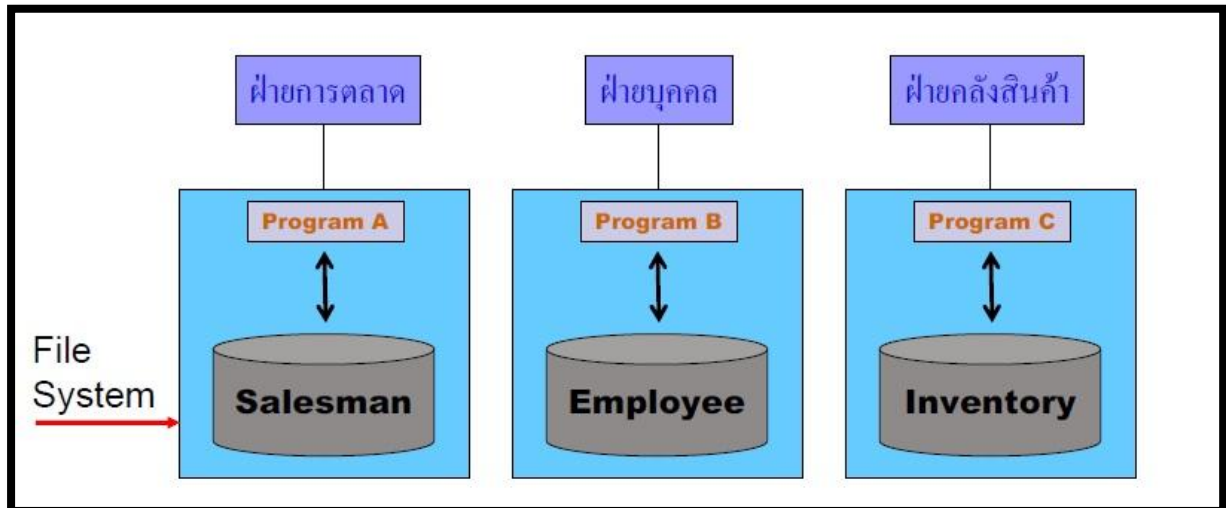 ฝ่ายการตลาด
ฝ่ายบุคคล
ฝ่ายคลังสินค้า
Program A
Program B
Program C
File
System
Salesman
Employee
Inventory